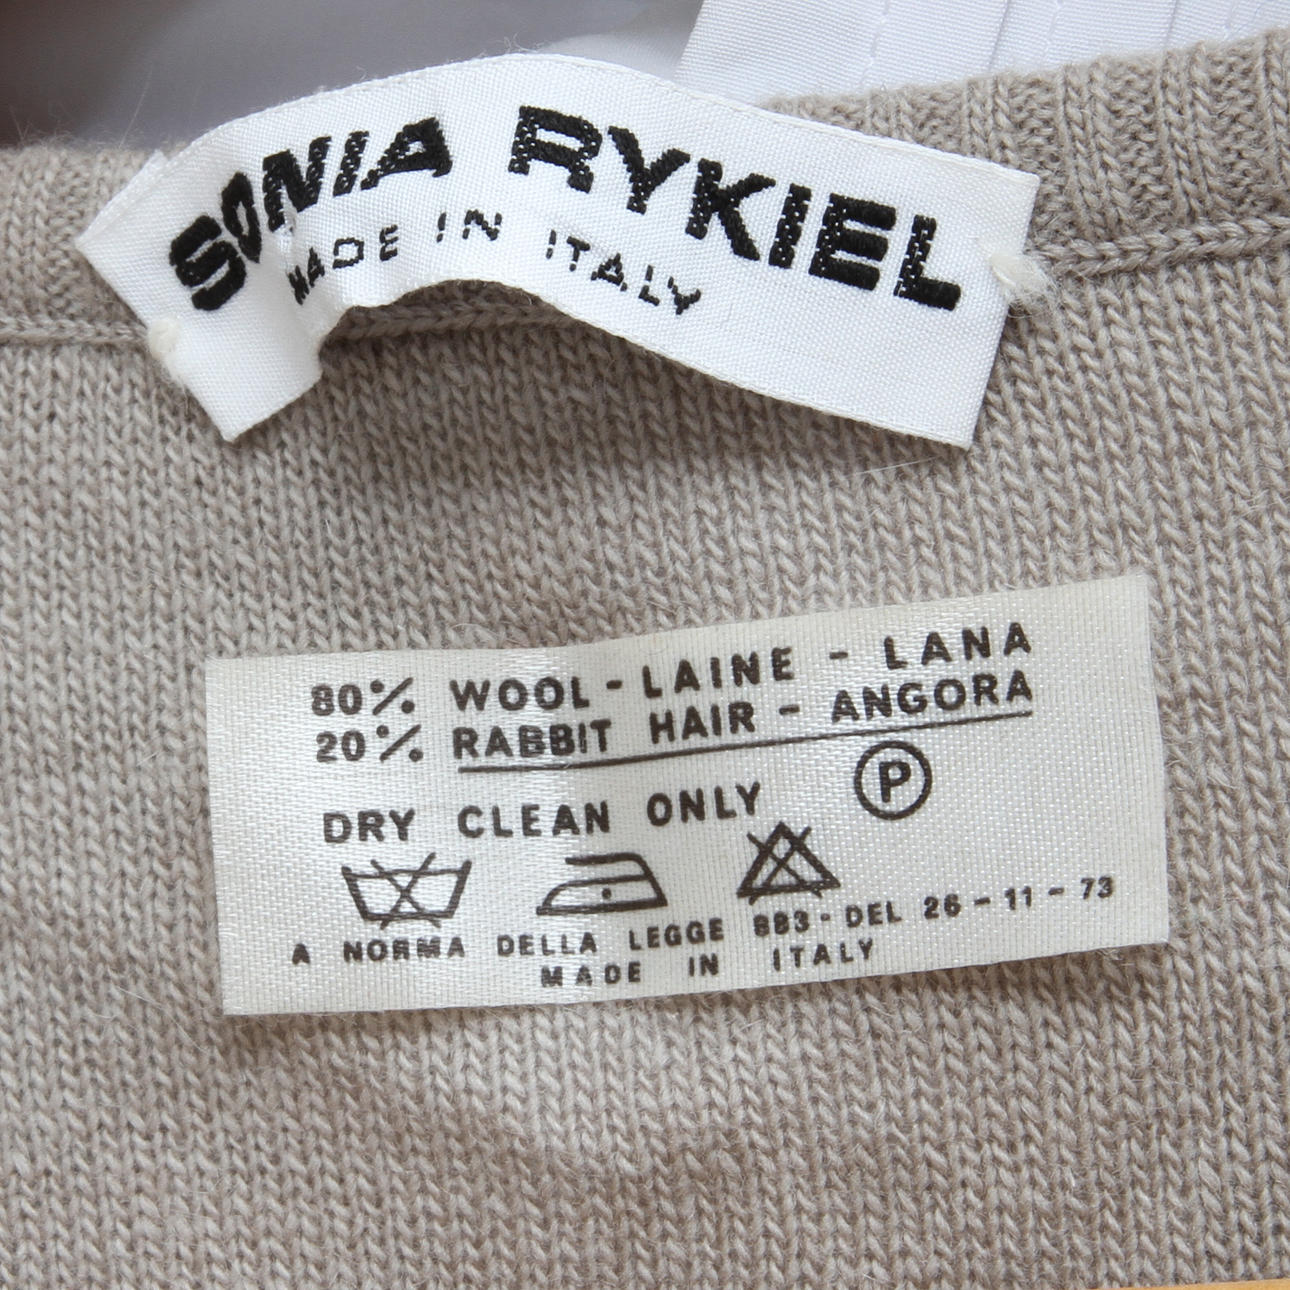 SONIA RYKIEL
MADE IN ITALY
80% WOOL - LAINE - LANA
20% RABBIT HAIR - ANGORA
P
DRY CLEAN ONLY
A NORMA DELLA LEGGE 883 - DEL 26 - 11 - 73
MADE IN ITALY